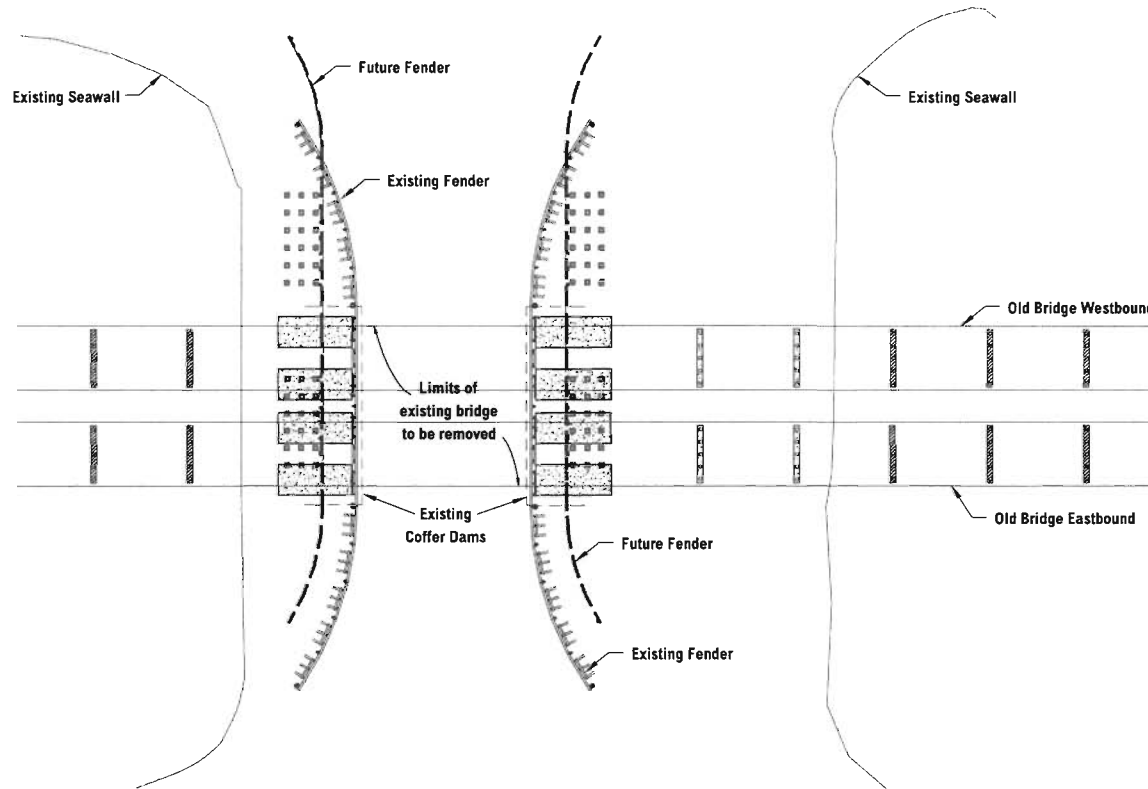 Future Fender
Existing Seawall
Existing Seawall
Existing Fender
Old Bridge Westbound
Limits of
existing bridge
to be removed
Existing
Coffer Dams
Old Bridge Eastbound
Future Fender
Existing Fender